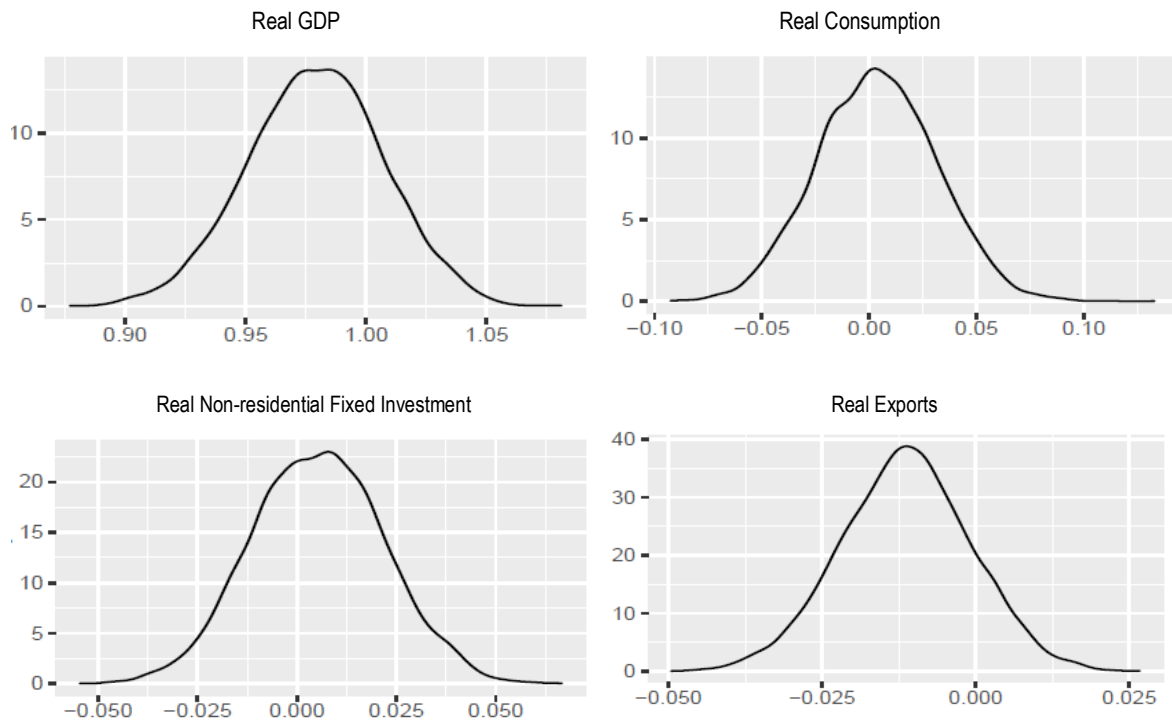 Real GDP
10
5
0
0.90 0.95 1.00 1.05
Real Consumption
10
5
0
−0.10 −0.05 0.00 0.05 0.10
Real Non-residential Fixed Investment
20
15
10
5
0
−0.050 −0.025 0.000 0.025 0.050
Real Exports
40
30
20
10
0
−0.050 −0.025 0.000 0.025